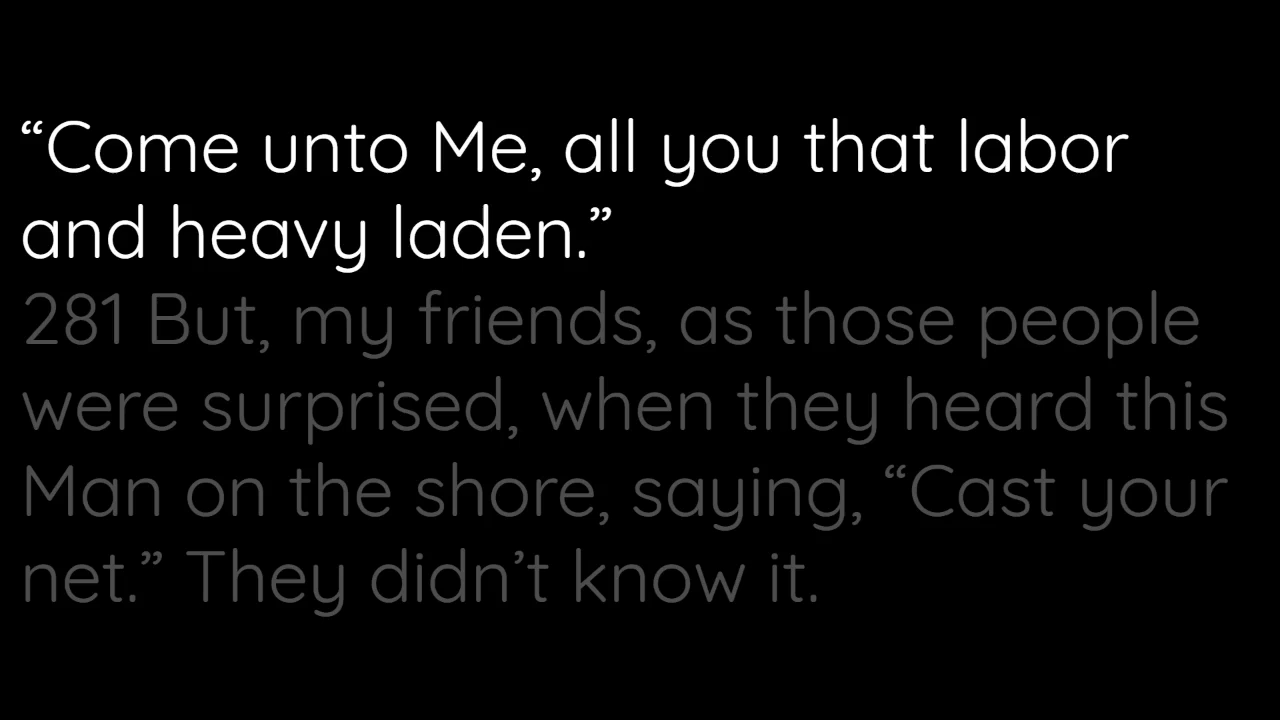 “Come unto Me, all you that labor
and heavy laden.”
281 But, my friends, as those people
were surprised, when they heard this
Man on the shore, saying, “Cast your
net.” They didn’t know it.